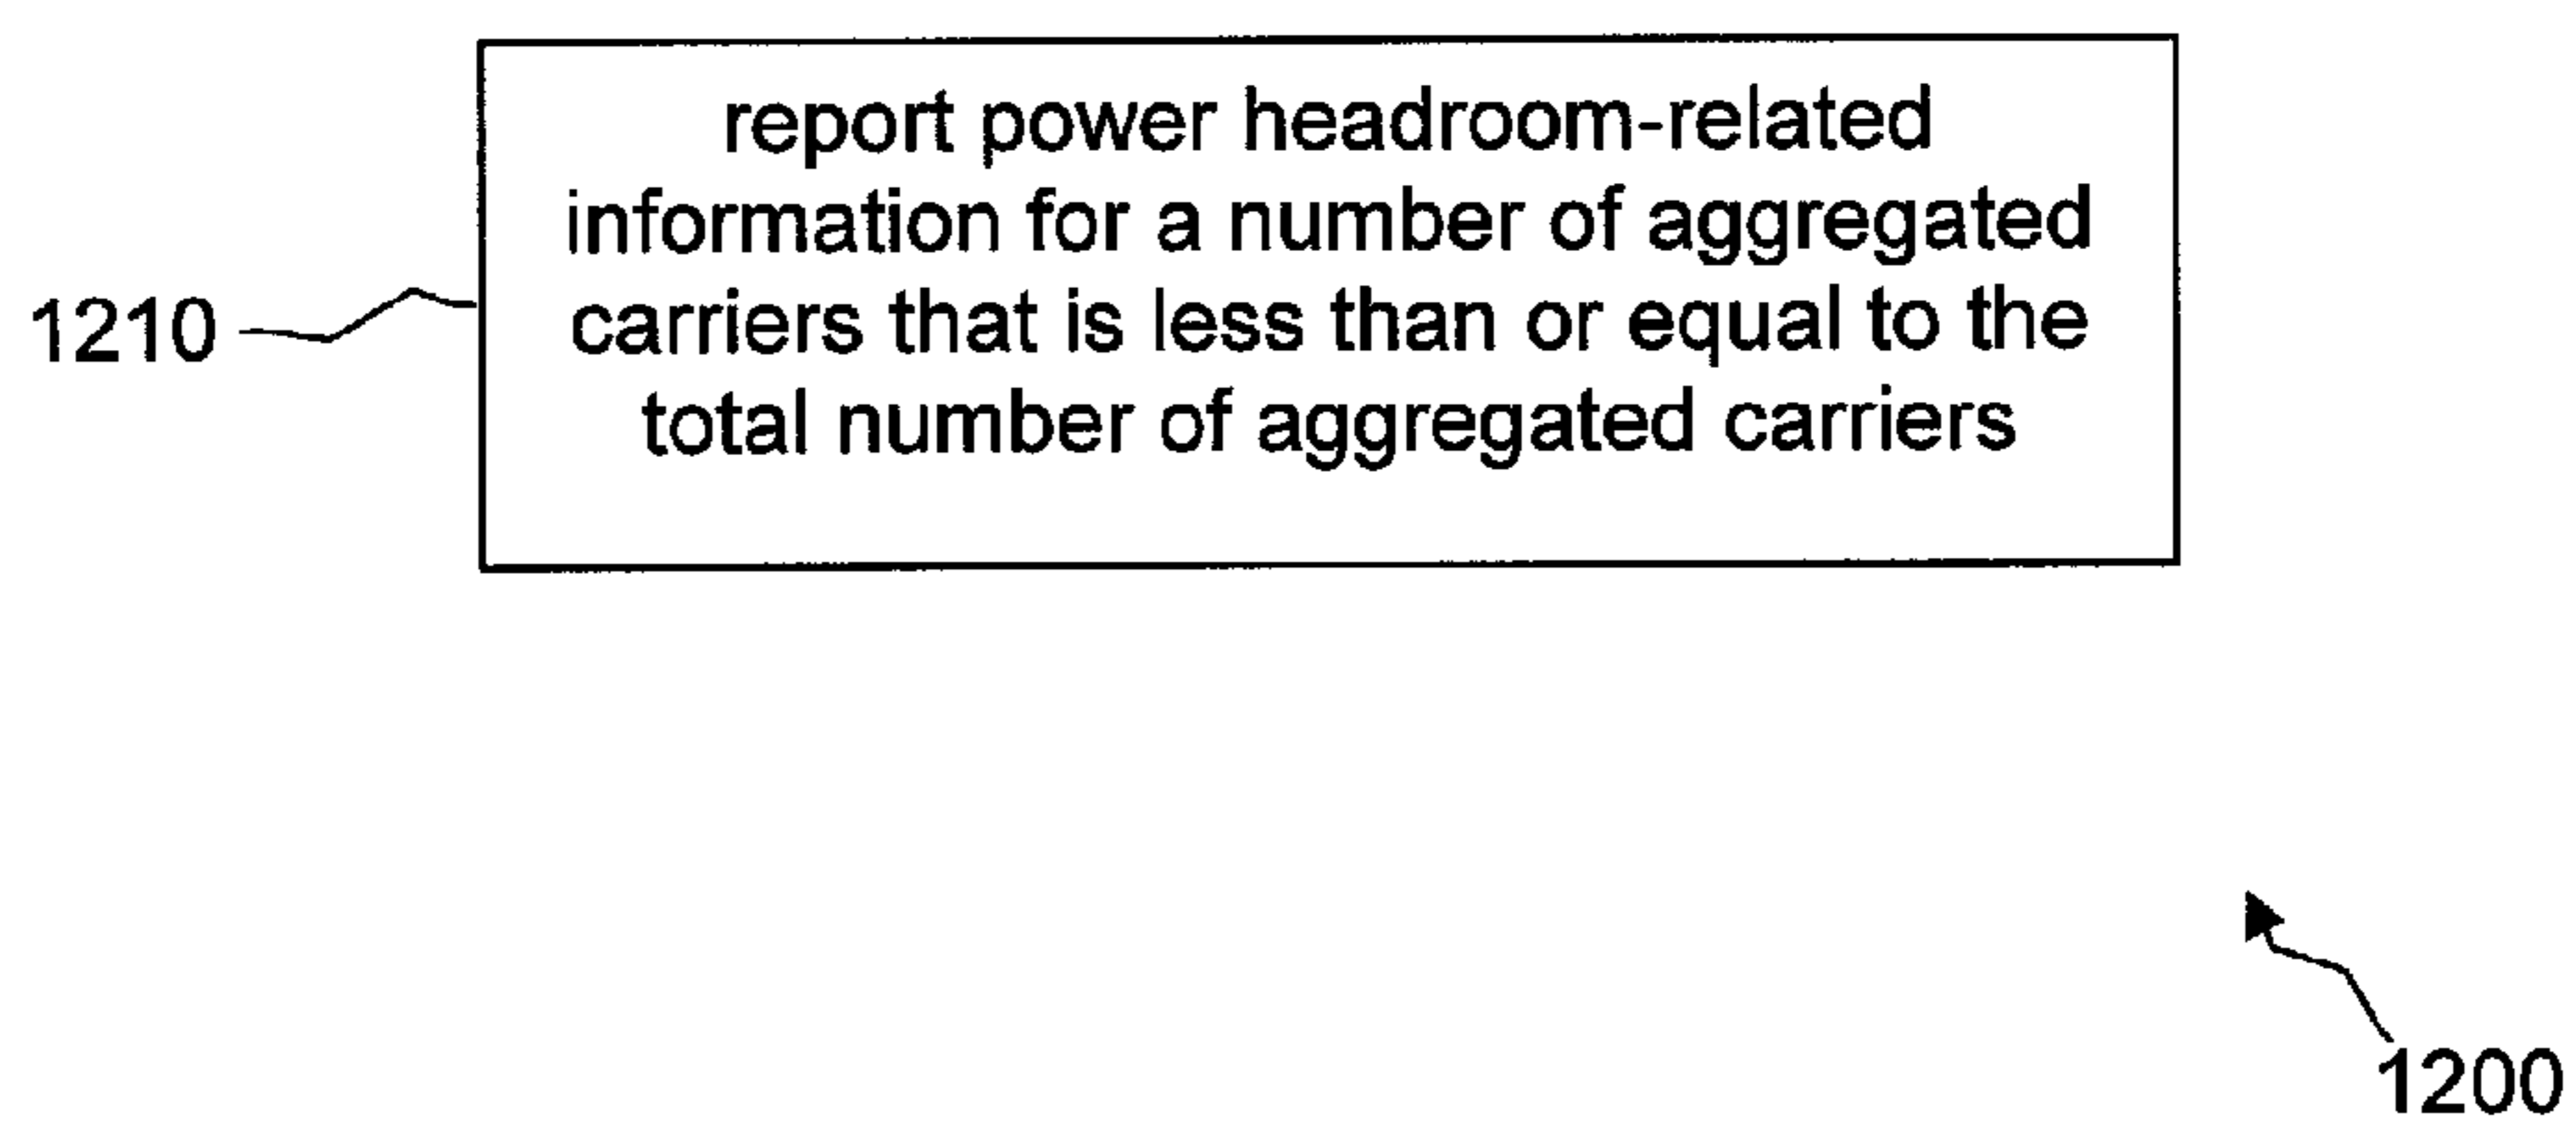 report power headroom-related
information for a number of aggregated
carriers that is less than or equal to the
total number of aggregated carriers
1210
1200